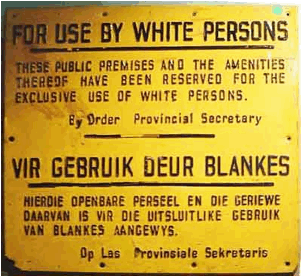 FOR USE BY WHITE PERSONS
THESE PUBLIC PREMISES AND THE AMENITIES
THEREOF HAVE BEEN RESERVED FOR THE
EXCLUSIVE USE OF WHITE PERSONS.
By Order Provincial Secretary
VIR GEBRUIK DEUR BLANKES
HIERDIE OPENBARE PERSEEL EN DIE GERIEWE
DAARVAN IS VIR DIE UITSLUITLIKE GEBRUIK
VAN BLANKES AANGEWYS.
Op Las Provinsiale Sekretaris